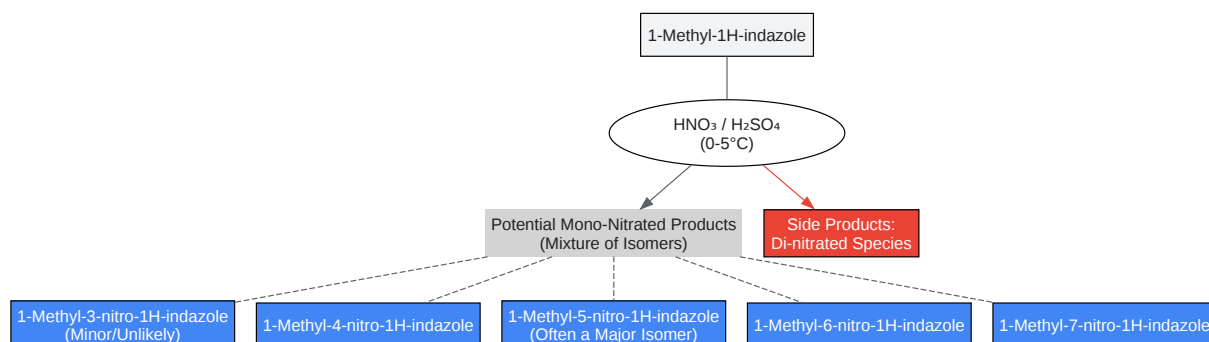 1-Methyl-1H-indazole
HNO₃ / H₂SO₄
(0-5°C)
Potential Mono-Nitrated Products
(Mixture of Isomers)
Side Products:
Di-nitrated Species
1-Methyl-3-nitro-1H-indazole
(Minor/Unlikely)
1-Methyl-4-nitro-1H-indazole
1-Methyl-5-nitro-1H-indazole
(Often a Major Isomer)
1-Methyl-6-nitro-1H-indazole
1-Methyl-7-nitro-1H-indazole